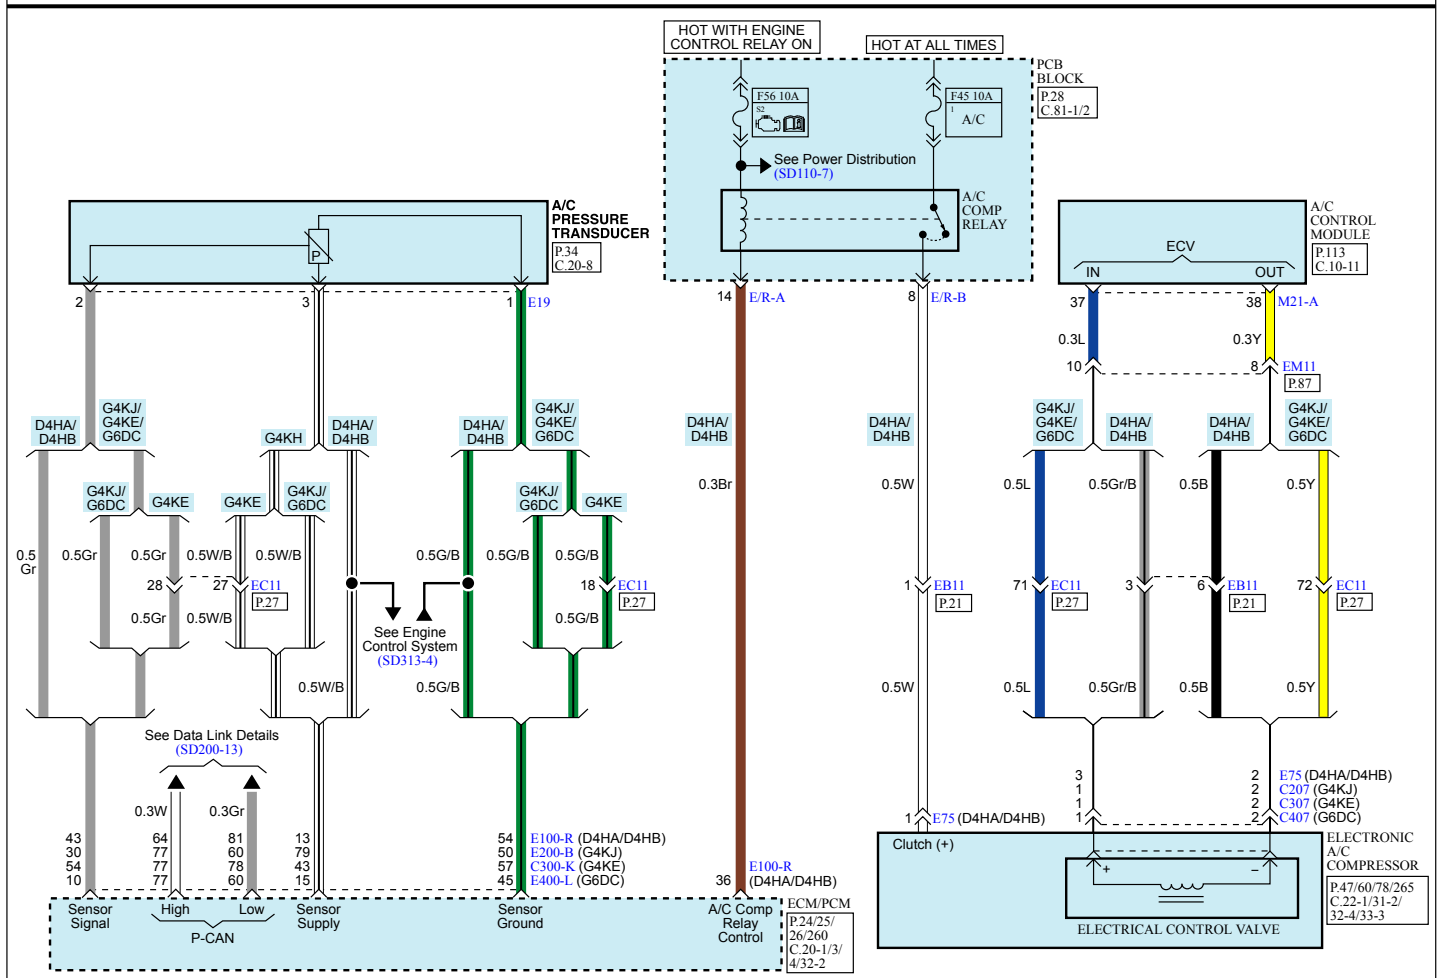 HOT WITH ENGINE
CONTROL RELAY ON
HOT AT ALL TIMES
PCB
BLOCK
P.28
C.81-1/2
F56 10A
S2
F45 10A
1
A/C
See Power Distribution
(SD110-7)
A/C
COMP
RELAY
A/C
PRESSURE
TRANSDUCER
P.34
C.20-8
P
A/C
CONTROL
MODULE
P.113
C.10-11
ECV
IN
OUT
2
3
1
E19
14
E/R-A
8
E/R-B
37
38
M21-A
0.3L
0.3Y
10
8
EM11
P.87
D4HA/
D4HB
G4KJ/
G4KE/
G6DC
G4KH
D4HA/
D4HB
D4HA/
D4HB
G4KJ/
G4KE/
G6DC
D4HA/
D4HB
D4HA/
D4HB
G4KJ/
G4KE/
G6DC
D4HA/
D4HB
D4HA/
D4HB
G4KJ/
G4KE/
G6DC
G4KJ/
G6DC
G4KE
G4KE
G4KJ/
G6DC
G4KJ/
G6DC
G4KE
0.3Br
0.5W
0.5L
0.5Gr/B
0.5B
0.5Y
0.5
Gr
0.5Gr
0.5Gr
0.5W/B
0.5W/B
0.5G/B
0.5G/B
0.5G/B
28
27
EC11
P.27
18
EC11
P.27
1
EB11
P.21
71
EC11
P.27
3
6
EB11
P.21
72
EC11
P.27
0.5Gr
0.5W/B
0.5G/B
See Engine
Control System
(SD313-4)
0.5W/B
0.5G/B
0.5W
0.5L
0.5Gr/B
0.5B
0.5Y
See Data Link Details
(SD200-13)
0.3W
0.3Gr
3
2
E75 (D4HA/D4HB)
1
2
C207 (G4KJ)
1
2
C307 (G4KE)
1
2
C407 (G6DC)
1
E75 (D4HA/D4HB)
43
64
81
13
54
E100-R (D4HA/D4HB)
30
77
60
79
50
E200-B (G4KJ)
54
77
78
43
57
C300-K (G4KE)
10
77
60
15
45
E400-L (G6DC)
36
E100-R
(D4HA/D4HB)
Clutch (+)
ELECTRONIC
A/C
COMPRESSOR
P.47/60/78/265
C.22-1/31-2/
32-4/33-3
+
−
ELECTRICAL CONTROL VALVE
Sensor
Signal
High
Low
P-CAN
Sensor
Supply
Sensor
Ground
A/C Comp
Relay
Control
ECM/PCM
P.24/25/
26/260
C.20-1/3/
4/32-2